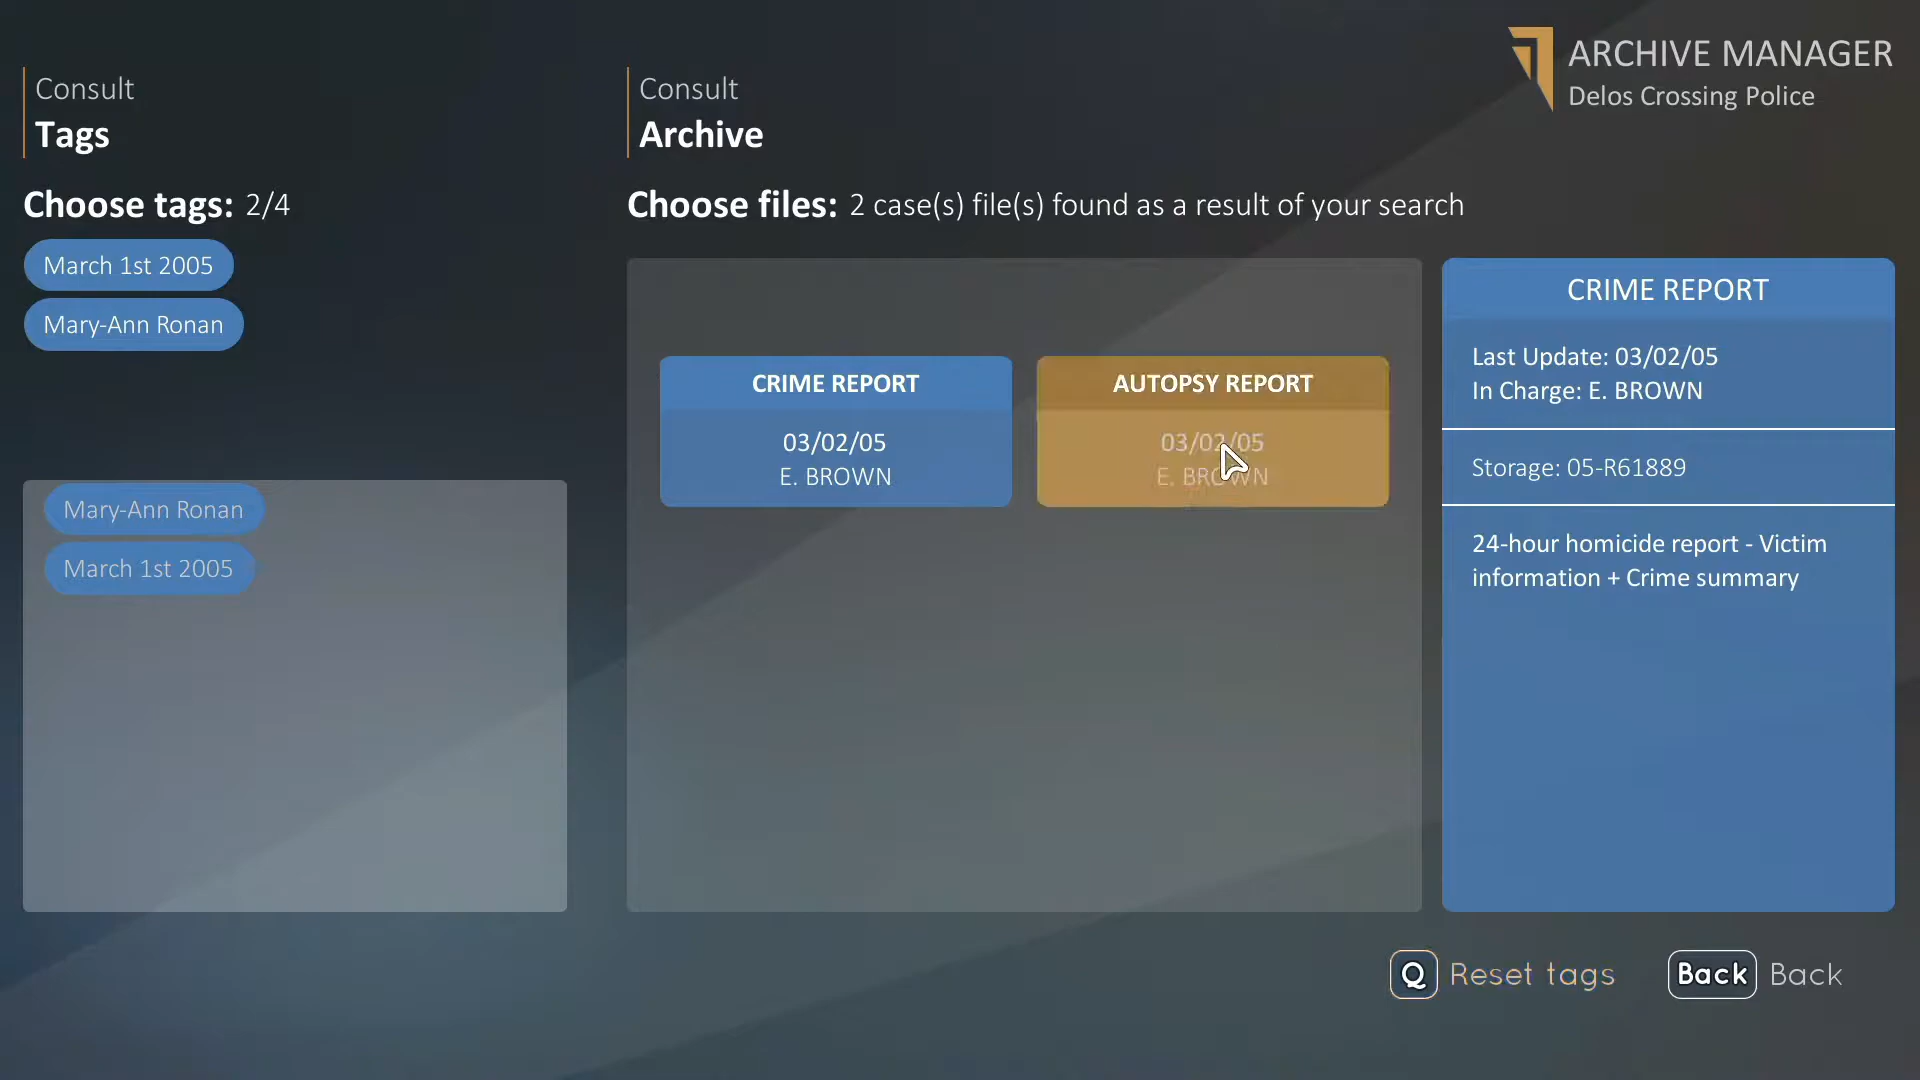 ARCHIVE MANAGER
Delos Crossing Police
Consult
Tags
Choose tags: 2/4
March 1st 2005
Mary-Ann Ronan
Mary-Ann Ronan
March 1st 2005
Consult
Archive
Choose files: 2 case(s) file(s) found as a result of your search
CRIME REPORT
03/02/05
E. BROWN
AUTOPSY REPORT
03/02/05
E. BROWN
CRIME REPORT
Last Update: 03/02/05
In Charge: E. BROWN
Storage: 05-R61889
24-hour homicide report - Victim
information + Crime summary
Q Reset tags
Back Back